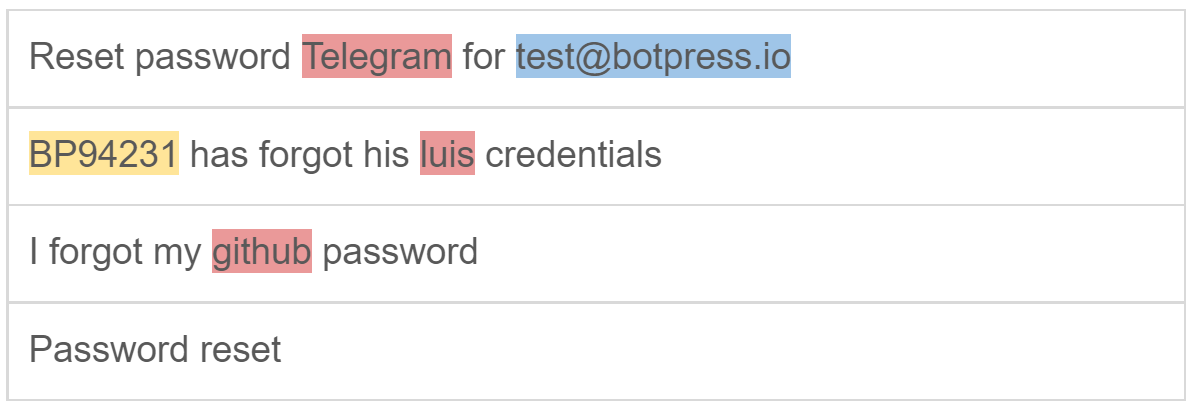 Reset password Telegram for test@botpress.io
BP94231 has forgot his luis credentials
I forgot my github password
Password reset